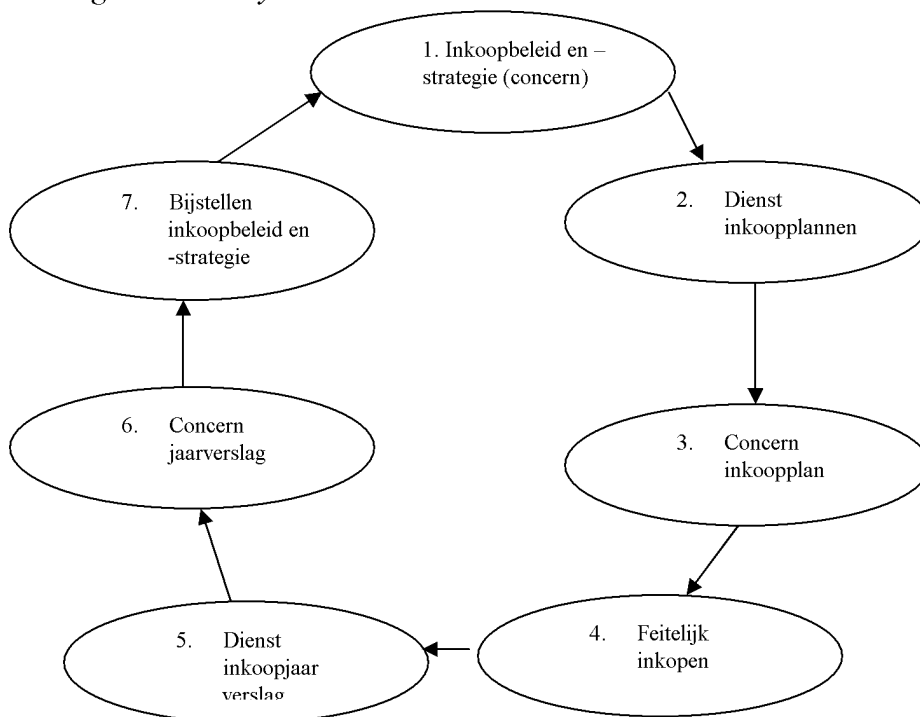 1. Inkoopbeleid en –
strategie (concern)
2. Dienst
inkoopplannen
3. Concern
inkoopplan
4. Feitelijk
inkopen
5. Dienst
inkoopjaar
verslag
6. Concern
jaarverslag
7. Bijstellen
inkoopbeleid en
-strategie